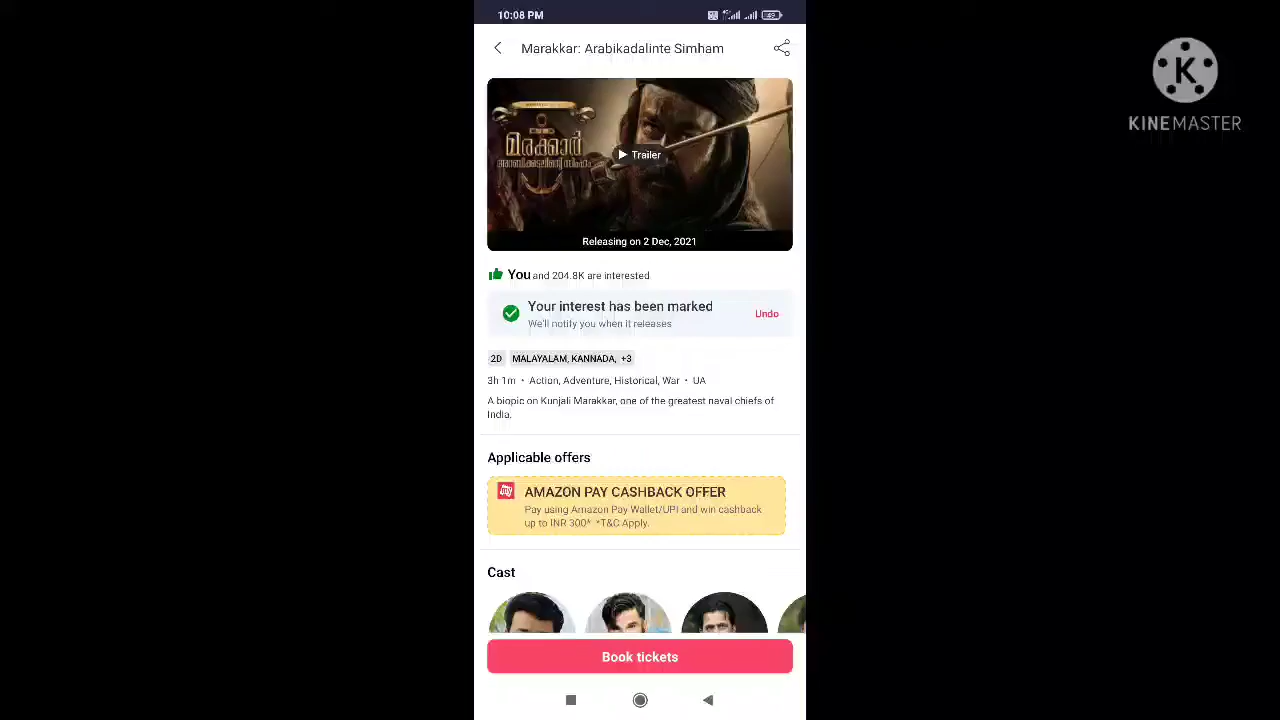 10:08 PM
Marakkar: Arabikadalinte Simham
K
KINEMASTER
മരക്കാർ
അറബിക്കടലിന്റെ സിംഹം
Trailer
Releasing on 2 Dec, 2021
You and 204.8K are interested
Your interest has been marked
We'll notify you when it releases
Undo
2D MALAYALAM, KANNADA, +3
3h 1m • Action, Adventure, Historical, War • UA
A biopic on Kunjali Marakkar, one of the greatest naval chiefs of
India.
Applicable offers
my
AMAZON PAY CASHBACK OFFER
Pay using Amazon Pay Wallet/UPI and win cashback
up to INR 300* *T&C Apply.
Cast
Book tickets